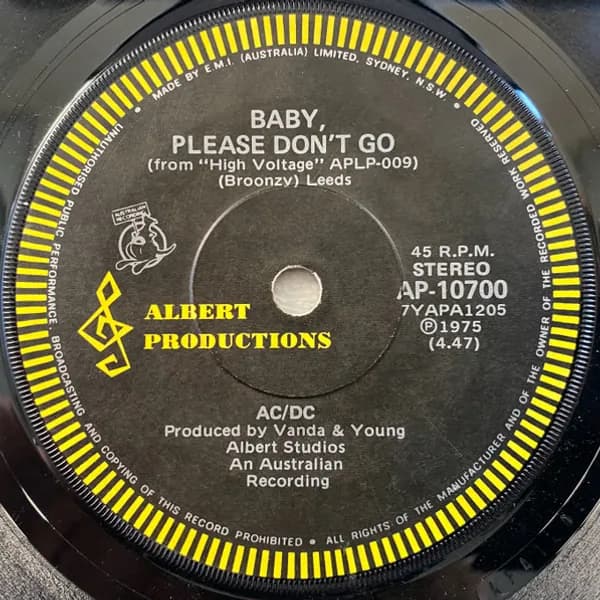 MADE BY E.M.I. (AUSTRALIA) LIMITED, SYDNEY, N.S.W.
BABY,
PLEASE DON'T GO
(from "High Voltage" APLP-009)
(Broonzy) Leeds
AUSTRALIAN
RECORDING
45 R.P.M.
STEREO
AP-10700
7YAPA1205
Ⓟ1975
(4.47)
ALBERT
PRODUCTIONS
AC/DC
Produced by Vanda & Young
Albert Studios
An Australian
Recording
UNAUTHORISED PUBLIC PERFORMANCE BROADCASTING AND COPYING OF THIS RECORD PROHIBITED • ALL RIGHTS OF THE MANUFACTURER AND OF THE OWNER OF THE RECORDED WORK RESERVED